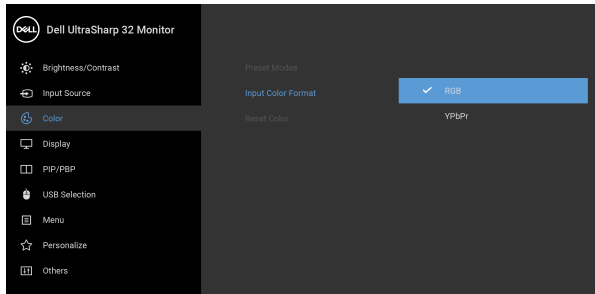 DELL
Dell UltraSharp 32 Monitor
Brightness/Contrast
Input Source
Color
Display
PIP/PBP
USB Selection
Menu
Personalize
Others
Preset Modes
Input Color Format
Reset Color
RGB
YPbPr